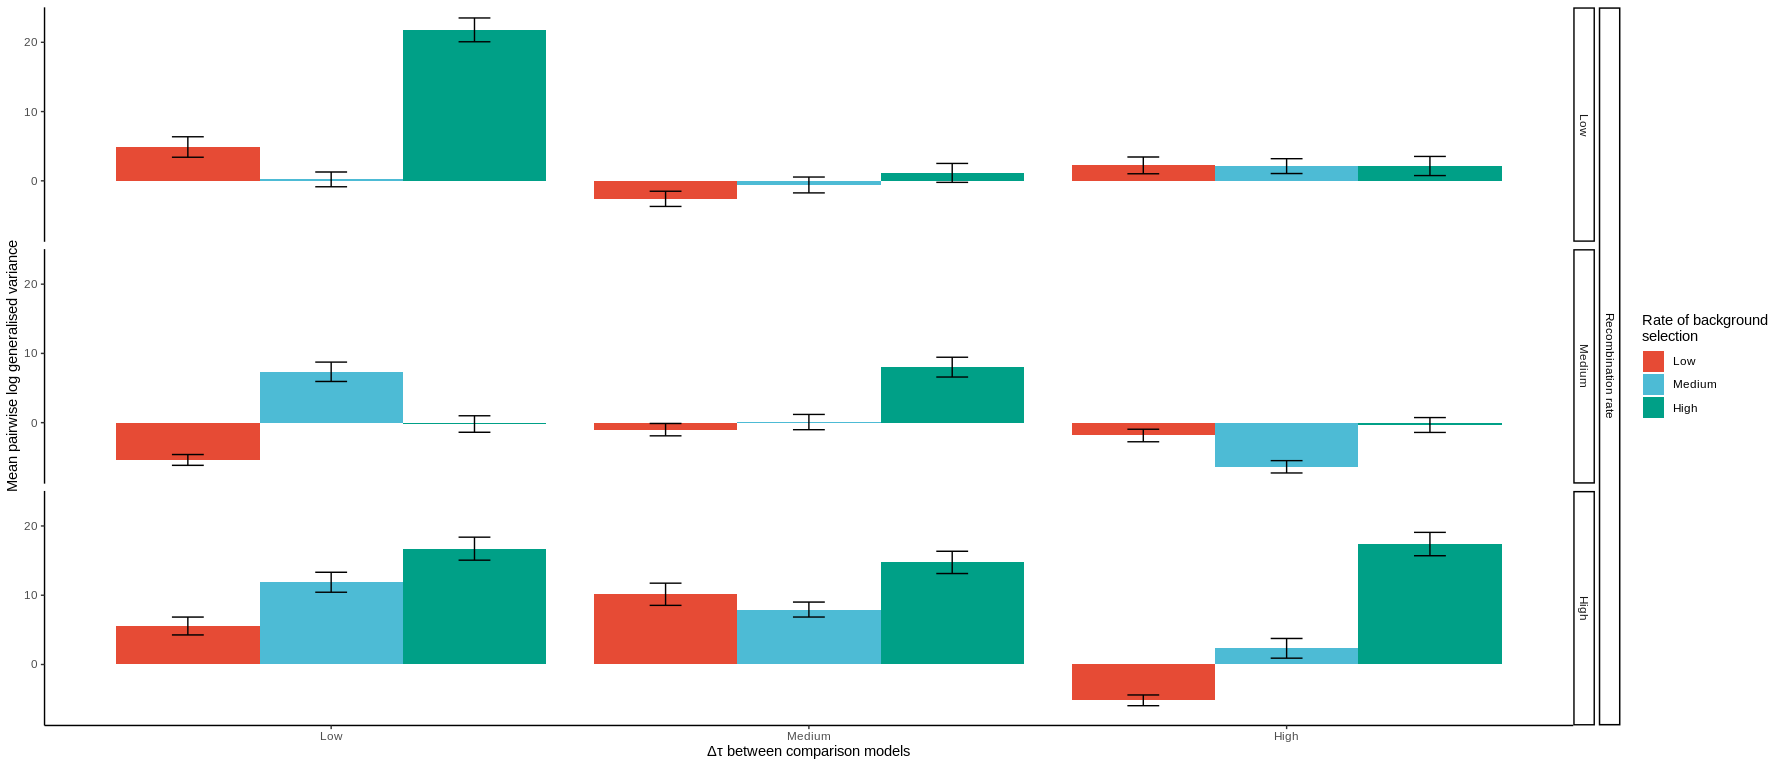 Mean pairwise log generalised variance
20
10
0
20
10
0
20
10
0
Low
Medium
High
Δτ between comparison models
Low
Medium
High
Recombination rate
Rate of background
selection
Low
Medium
High